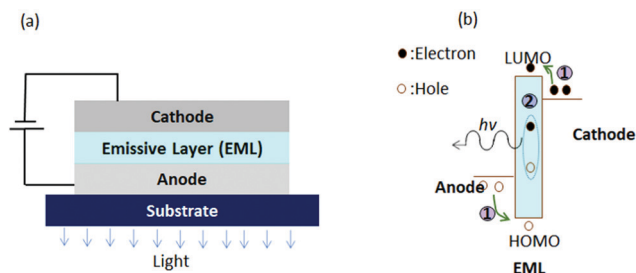 (a)
Cathode
Emissive Layer (EML)
Anode
Substrate
Light
(b)
●:Electron
○:Hole
LUMO
1
2
hv
Cathode
Anode
1
HOMO
EML